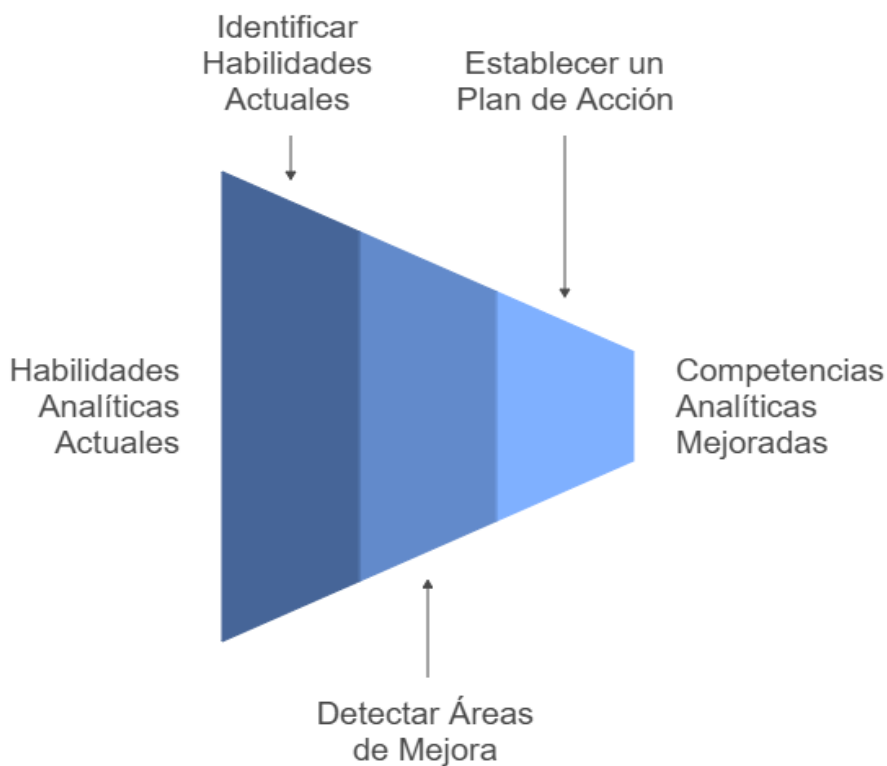 Identificar
Habilidades
Actuales
Establecer un
Plan de Acción
Habilidades
Analíticas
Actuales
Competencias
Analíticas
Mejoradas
Detectar Áreas
de Mejora